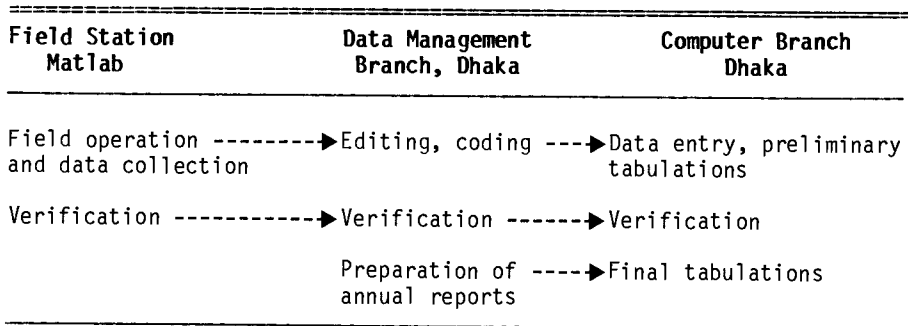 Field Station Data Management Computer Branch
Matlab Branch, Dhaka Dhaka
Field operation ---------▶Editing, coding ----▶Data entry, preliminary
and data collection tabulations
Verification -------------▶Verification -------▶Verification
Preparation of -----▶Final tabulations
annual reports